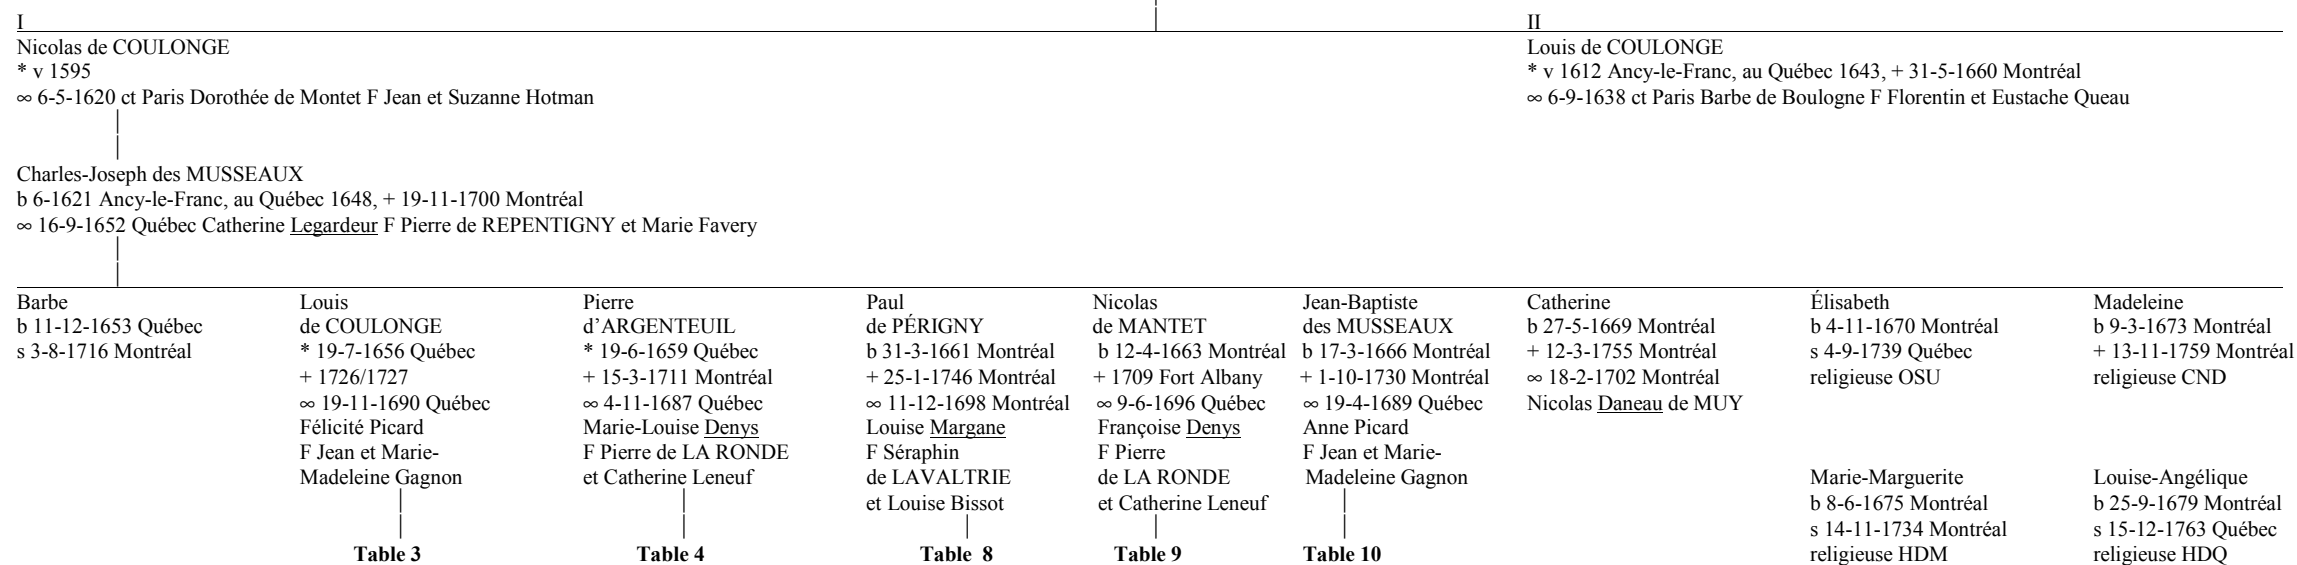 I
Nicolas de COULONGE
* v 1595
∞ 6-5-1620 ct Paris Dorothée de Montet F Jean et Suzanne Hotman
II
Louis de COULONGE
* v 1612 Ancy-le-Franc, au Québec 1643, + 31-5-1660 Montréal
∞ 6-9-1638 ct Paris Barbe de Boulogne F Florentin et Eustache Queau
Charles-Joseph des MUSSEAUX
b 6-1621 Ancy-le-Franc, au Québec 1648, + 19-11-1700 Montréal
∞ 16-9-1652 Québec Catherine Legardeur F Pierre de REPENTIGNY et Marie Favery
Barbe
b 11-12-1653 Québec
s 3-8-1716 Montréal
Louis
de COULONGE
* 19-7-1656 Québec
+ 1726/1727
∞ 19-11-1690 Québec
Félicité Picard
F Jean et Marie-
Madeleine Gagnon
Table 3
Pierre
d’ARGENTEUIL
* 19-6-1659 Québec
+ 15-3-1711 Montréal
∞ 4-11-1687 Québec
Marie-Louise Denys
F Pierre de LA RONDE
et Catherine Leneuf
Table 4
Paul
de PÉRIGNY
b 31-3-1661 Montréal
+ 25-1-1746 Montréal
∞ 11-12-1698 Montréal
Louise Margane
F Séraphin
de LAVALTRIE
et Louise Bissot
Table 8
Nicolas
de MANTET
b 12-4-1663 Montréal
+ 1709 Fort Albany
∞ 9-6-1696 Québec
Françoise Denys
F Pierre
de LA RONDE
et Catherine Leneuf
Table 9
Jean-Baptiste
des MUSSEAUX
b 17-3-1666 Montréal
+ 1-10-1730 Montréal
∞ 19-4-1689 Québec
Anne Picard
F Jean et Marie-
Madeleine Gagnon
Table 10
Catherine
b 27-5-1669 Montréal
+ 12-3-1755 Montréal
∞ 18-2-1702 Montréal
Nicolas Daneau de MUY
Élisabeth
b 4-11-1670 Montréal
s 4-9-1739 Québec
religieuse OSU
Madeleine
b 9-3-1673 Montréal
+ 13-11-1759 Montréal
religieuse CND
Marie-Marguerite
b 8-6-1675 Montréal
s 14-11-1734 Montréal
religieuse HDM
Louise-Angélique
b 25-9-1679 Montréal
s 15-12-1763 Québec
religieuse HDQ